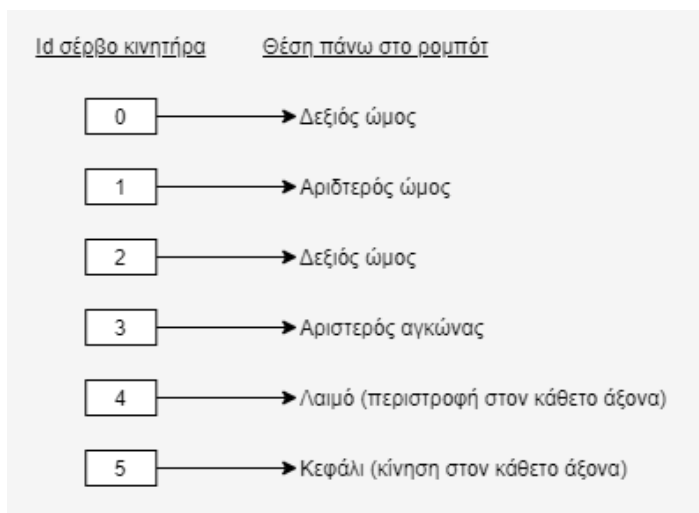 Id σέρβο κινητήρα Θέση πάνω στο ρομπότ
0 Δεξιός ώμος
1 Αριδτερός ώμος
2 Δεξιός ώμος
3 Αριστερός αγκώνας
4 Λαιμό (περιστροφή στον κάθετο άξονα)
5 Κεφάλι (κίνηση στον κάθετο άξονα)